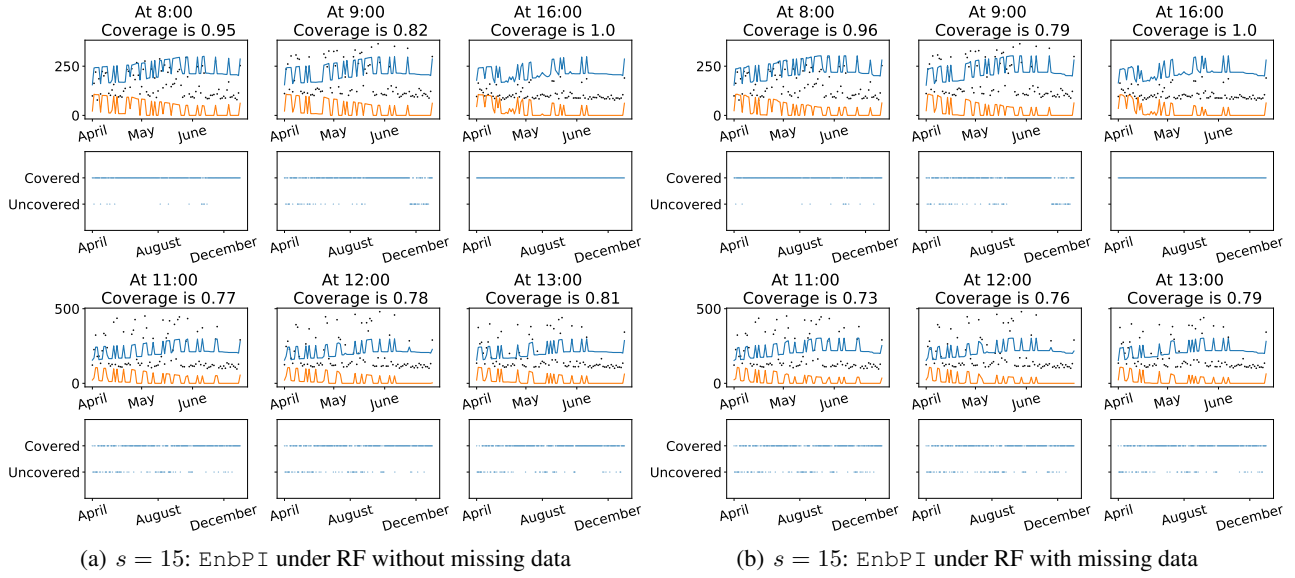 At 8:00
Coverage is 0.95
At 9:00
Coverage is 0.82
At 16:00
Coverage is 1.0
250
0
April
May
June
April
May
June
April
May
June
Covered
Uncovered
April
August
December
April
August
December
April
August
December
At 11:00
Coverage is 0.77
At 12:00
Coverage is 0.78
At 13:00
Coverage is 0.81
500
250
0
April
May
June
April
May
June
April
May
June
Covered
Uncovered
April
August
December
April
August
December
April
August
December
(a) s = 15: EnbPI under RF without missing data
At 8:00
Coverage is 0.96
At 9:00
Coverage is 0.79
At 16:00
Coverage is 1.0
250
0
April
May
June
April
May
June
April
May
June
Covered
Uncovered
April
August
December
April
August
December
April
August
December
At 11:00
Coverage is 0.73
At 12:00
Coverage is 0.76
At 13:00
Coverage is 0.79
500
0
April
May
June
April
May
June
April
May
June
Covered
Uncovered
April
August
December
April
August
December
April
August
December
(b) s = 15: EnbPI under RF with missing data